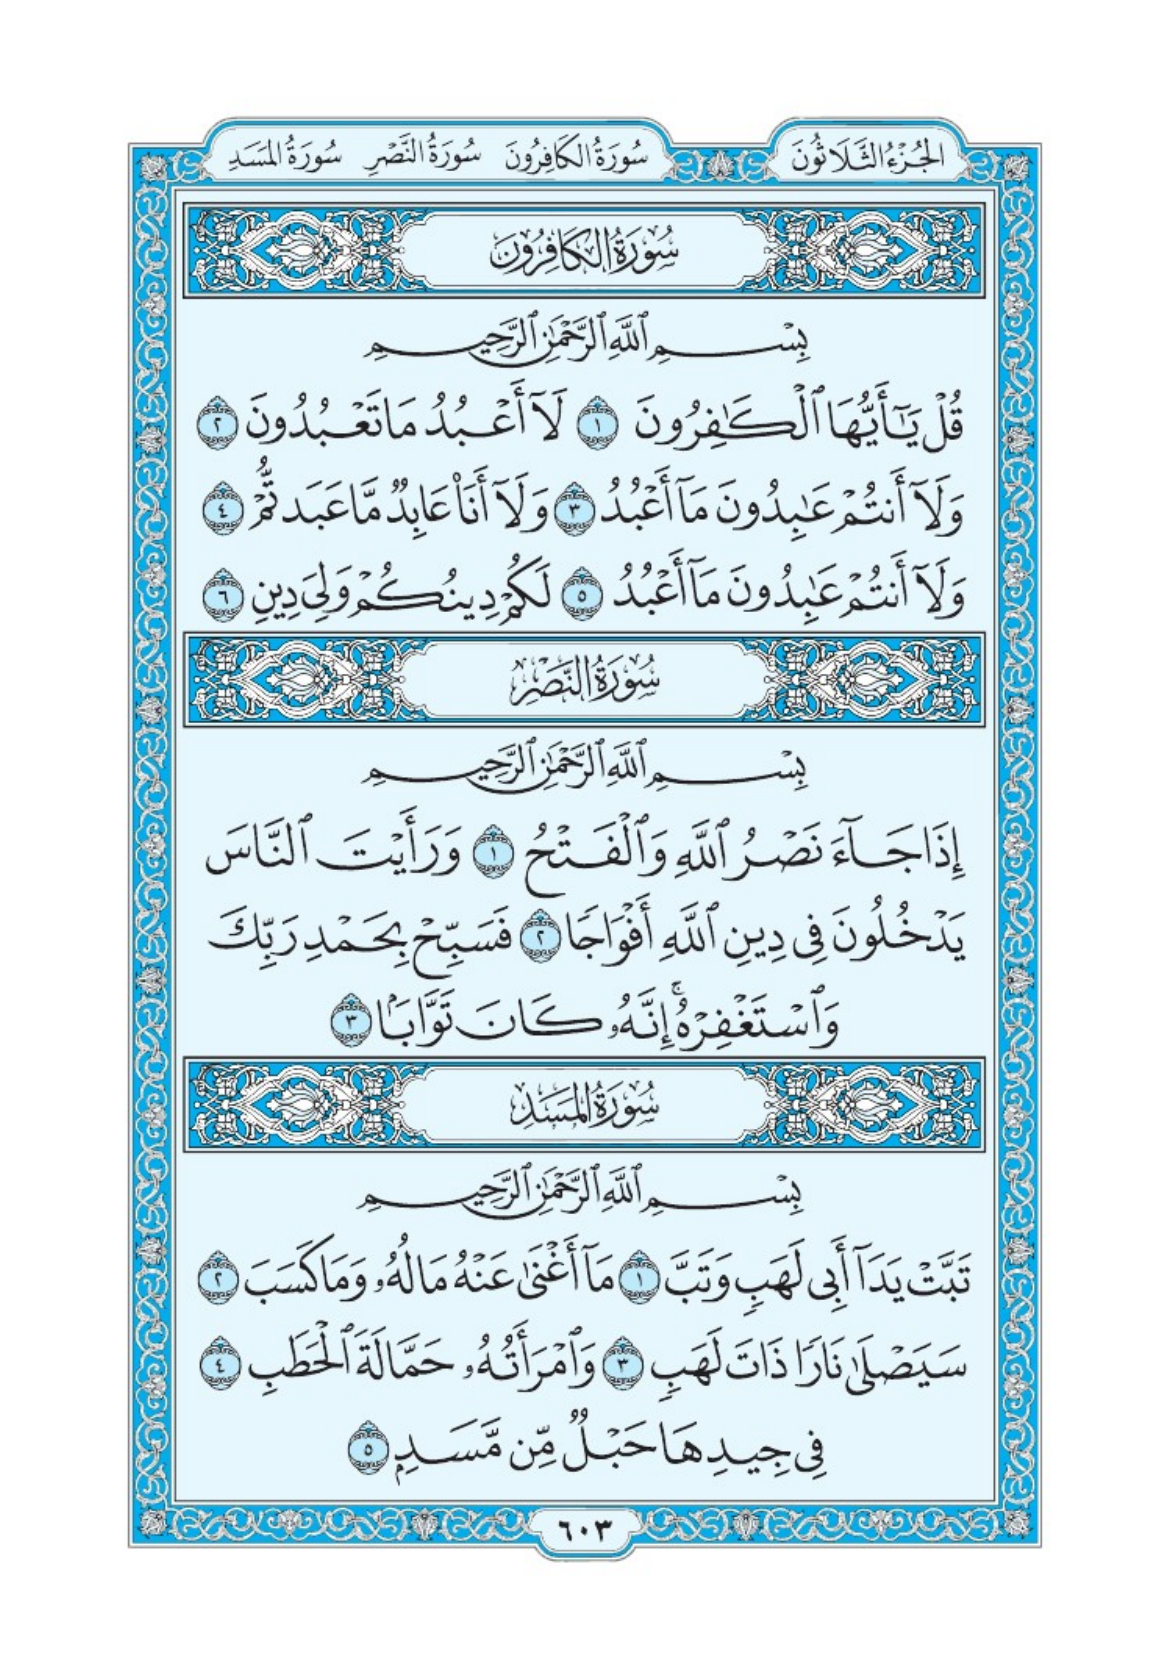 الجُزْءُ الثَّلَاثُونَ سُورَةُ الكَافِرُونَ سُورَةُ النَّصْرِ سُورَةُ المَسَدِ
سُورَةُ الكَافِرُونَ
بِسْمِ ٱللَّهِ ٱلرَّحْمَٰنِ ٱلرَّحِيمِ
قُلْ يَٰٓأَيُّهَا ٱلْكَٰفِرُونَ ١ لَآ أَعْبُدُ مَا تَعْبُدُونَ ٢
وَلَآ أَنتُمْ عَٰبِدُونَ مَآ أَعْبُدُ ٣ وَلَآ أَنَا۠ عَابِدٌ مَّا عَبَدتُّمْ ٤
وَلَآ أَنتُمْ عَٰبِدُونَ مَآ أَعْبُدُ ٥ لَكُمْ دِينُكُمْ وَلِيَ دِينِ ٦
سُورَةُ النَّصْرِ
بِسْمِ ٱللَّهِ ٱلرَّحْمَٰنِ ٱلرَّحِيمِ
إِذَا جَآءَ نَصْرُ ٱللَّهِ وَٱلْفَتْحُ ١ وَرَأَيْتَ ٱلنَّاسَ
يَدْخُلُونَ فِى دِينِ ٱللَّهِ أَفْوَاجًا ٢ فَسَبِّحْ بِحَمْدِ رَبِّكَ
وَٱسْتَغْفِرْهُ ۚ إِنَّهُۥ كَانَ تَوَّابًۢا ٣
سُورَةُ المَسَدِ
بِسْمِ ٱللَّهِ ٱلرَّحْمَٰنِ ٱلرَّحِيمِ
تَبَّتْ يَدَآ أَبِى لَهَبٍ وَتَبَّ ١ مَآ أَغْنَىٰ عَنْهُ مَالُهُۥ وَمَا كَسَبَ ٢
سَيَصْلَىٰ نَارًا ذَاتَ لَهَبٍ ٣ وَٱمْرَأَتُهُۥ حَمَّالَةَ ٱلْحَطَبِ ٤
فِى جِيدِهَا حَبْلٌ مِّن مَّسَدٍۭ ٥
٦٠٣